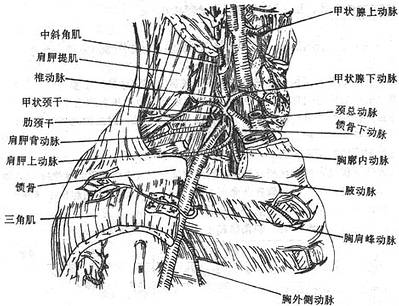 中斜角肌
肩胛提肌
椎动脉
甲状颈干
肋颈干
肩胛背动脉
肩胛上动脉
锁骨
三角肌
甲状腺上动脉
甲状腺下动脉
颈总动脉
锁骨下动脉
胸廓内动脉
腋动脉
胸肩峰动脉
胸外侧动脉